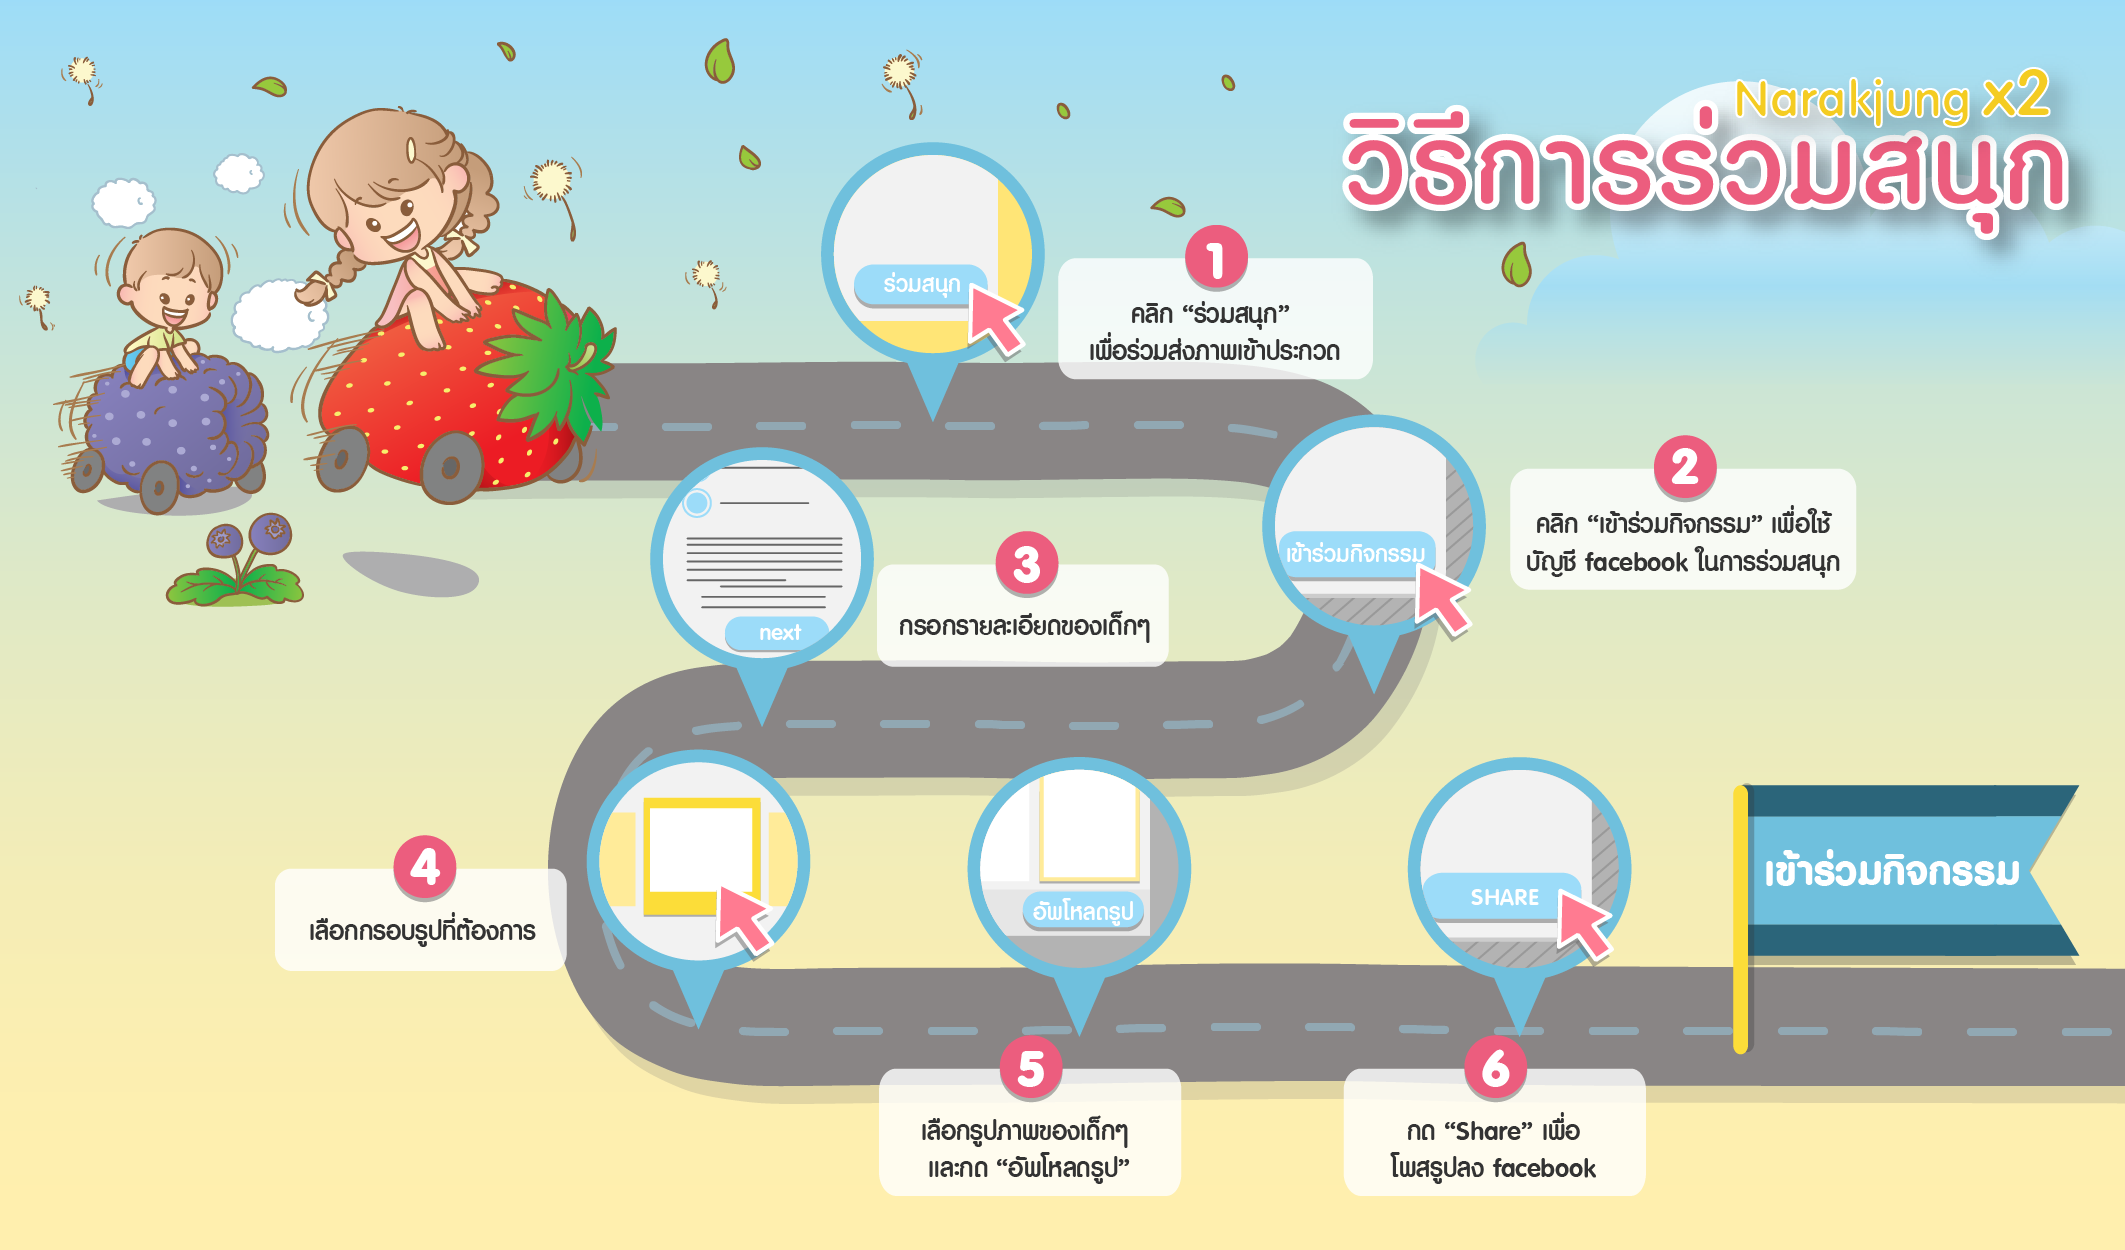 Narakjung x2
วิธีการร่วมสนุก
ร่วมสนุก
1
คลิก “ร่วมสนุก”
เพื่อร่วมส่งภาพเข้าประกวด
เข้าร่วมกิจกรรม
2
คลิก “เข้าร่วมกิจกรรม” เพื่อใช้
บัญชี facebook ในการร่วมสนุก
next
3
กรอกรายละเอียดของเด็กๆ
4
เลือกกรอบรูปที่ต้องการ
อัพโหลดรูป
5
เลือกรูปภาพของเด็กๆ
และกด “อัพโหลดรูป”
SHARE
6
กด “Share” เพื่อ
โพสรูปลง facebook
เข้าร่วมกิจกรรม